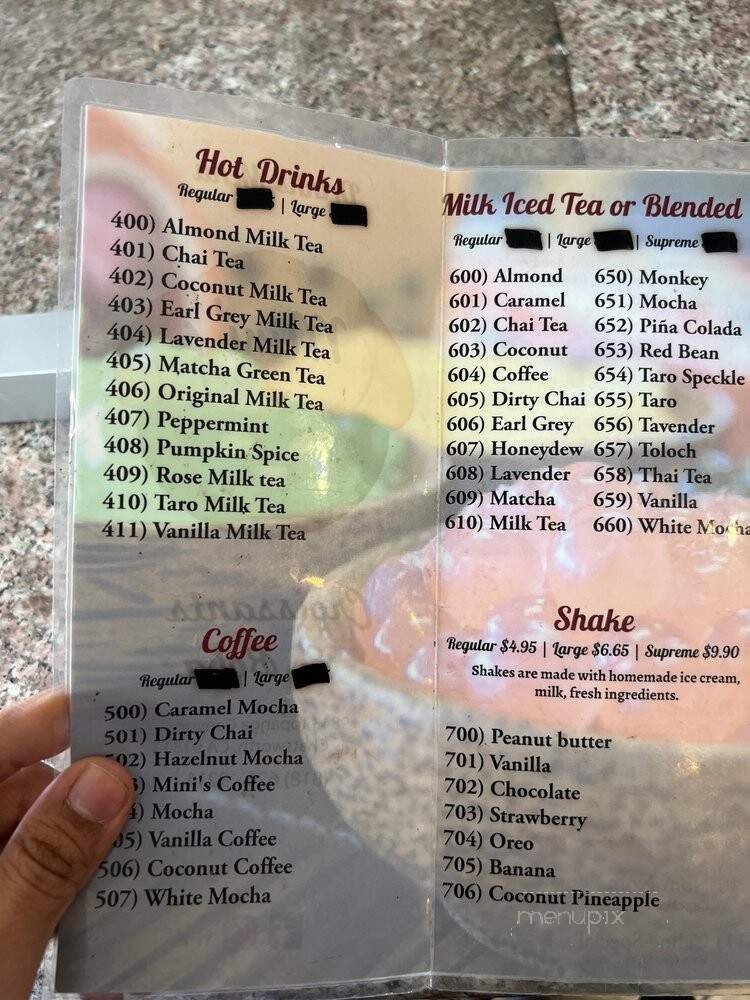 Hot Drinks
Regular | Large
400) Almond Milk Tea
401) Chai Tea
402) Coconut Milk Tea
403) Earl Grey Milk Tea
404) Lavender Milk Tea
405) Matcha Green Tea
406) Original Milk Tea
407) Peppermint
408) Pumpkin Spice
409) Rose Milk tea
410) Taro Milk Tea
411) Vanilla Milk Tea
Croissants
Coffee
Regular | Large
500) Caramel Mocha
501) Dirty Chai
02) Hazelnut Mocha
3) Mini's Coffee
4) Mocha
05) Vanilla Coffee
506) Coconut Coffee
507) White Mocha
Milk Iced Tea or Blended
Regular | Large | Supreme
600) Almond 650) Monkey
601) Caramel 651) Mocha
602) Chai Tea 652) Piña Colada
603) Coconut 653) Red Bean
604) Coffee 654) Taro Speckle
605) Dirty Chai 655) Taro
606) Earl Grey 656) Tavender
607) Honeydew 657) Toloch
608) Lavender 658) Thai Tea
609) Matcha 659) Vanilla
610) Milk Tea 660) White Mocha
Shake
Regular $4.95 | Large $6.65 | Supreme $9.90
Shakes are made with homemade ice cream,
milk, fresh ingredients.
700) Peanut butter
701) Vanilla
702) Chocolate
703) Strawberry
704) Oreo
705) Banana
706) Coconut Pineapple
menupix